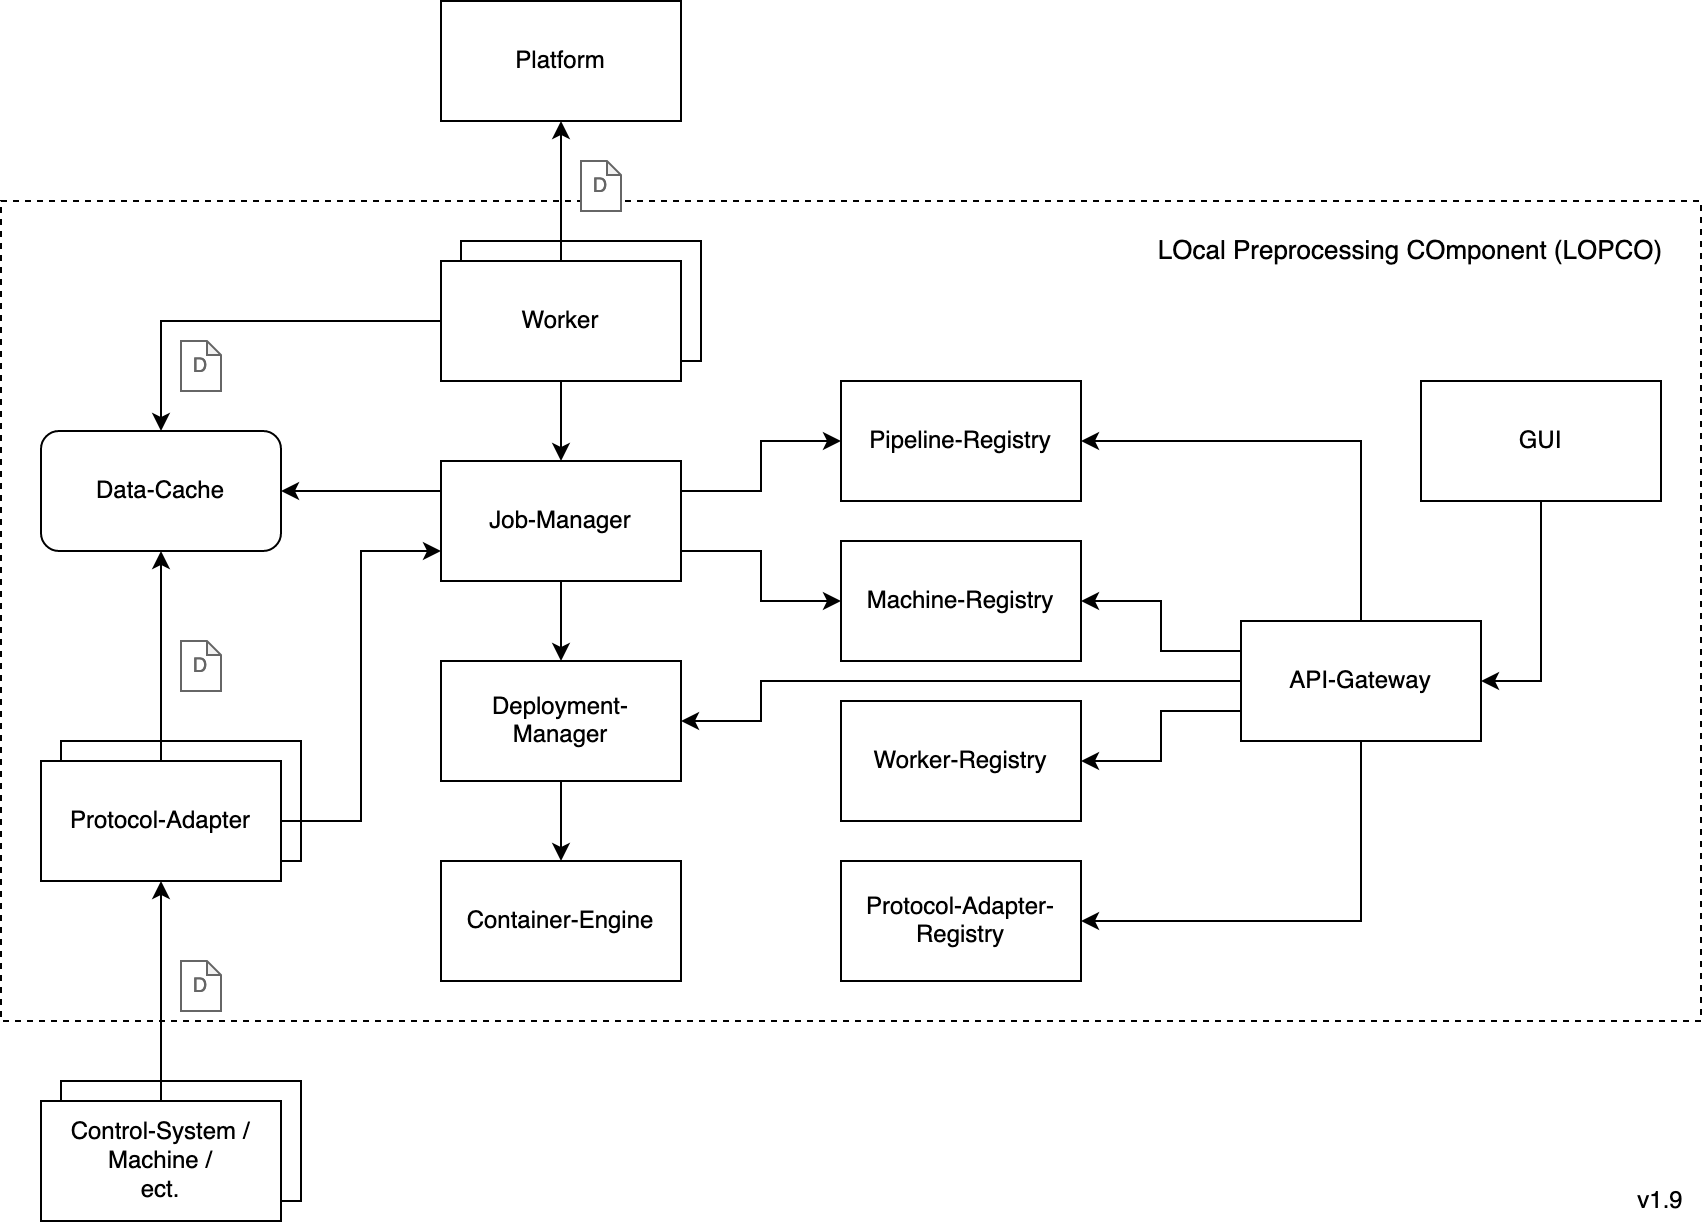 Platform
D
LOcal Preprocessing COmponent (LOPCO)
Worker
D
Pipeline-Registry
GUI
Data-Cache
Job-Manager
Machine-Registry
D
API-Gateway
Deployment-
Manager
Worker-Registry
Protocol-Adapter
Container-Engine
Protocol-Adapter-
Registry
D
Control-System /
Machine /
ect.
v1.9